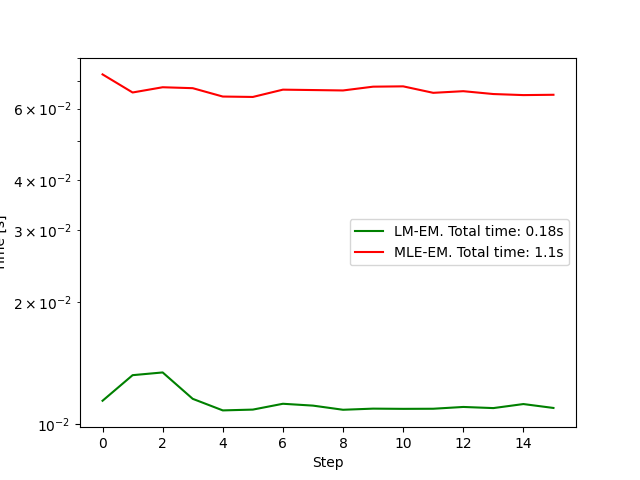 6 × 10⁻²
4 × 10⁻²
3 × 10⁻²
2 × 10⁻²
10⁻²
Time [s]
LM-EM. Total time: 0.18s
MLE-EM. Total time: 1.1s
0 2 4 6 8 10 12 14
Step